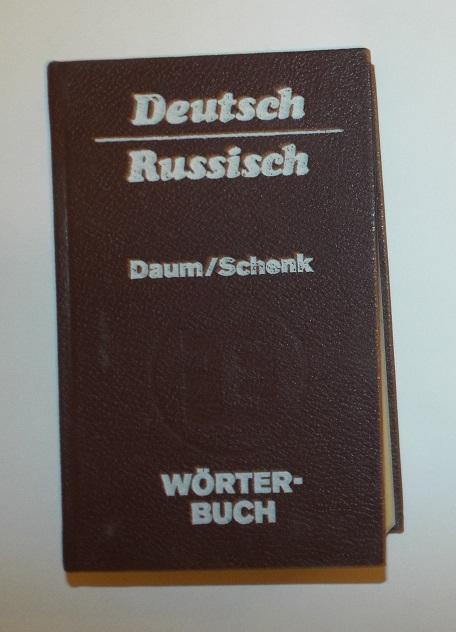 Deutsch
Russisch
Daum/Schenk
WÖRTER-
BUCH